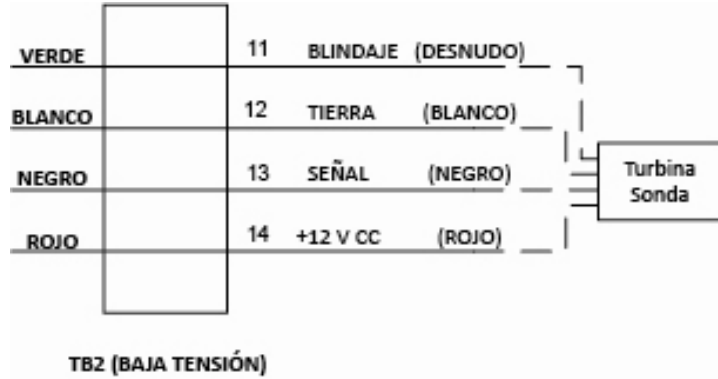 VERDE 11 BLINDAJE (DESNUDO)
BLANCO 12 TIERRA (BLANCO)
NEGRO 13 SEÑAL (NEGRO)
ROJO 14 +12 V CC (ROJO)
Turbina
Sonda
TB2 (BAJA TENSIÓN)